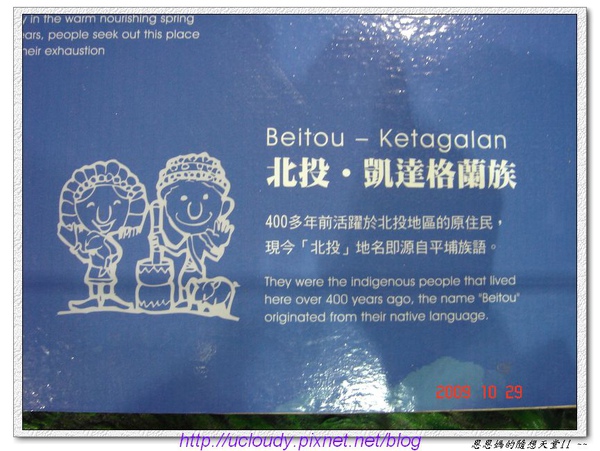 in the warm nourishing spring
ears, people seek out this place
heir exhaustion
Beitou – Ketagalan
北投·凱達格蘭族
400多年前活躍於北投地區的原住民，
現今「北投」地名即源自平埔族語。
They were the indigenous people that lived
here over 400 years ago, the name "Beitou"
originated from their native language.
2009 10 29
http://ucloudy.pixnet.net/blog
恩恩媽的隨想天堂!! ~~